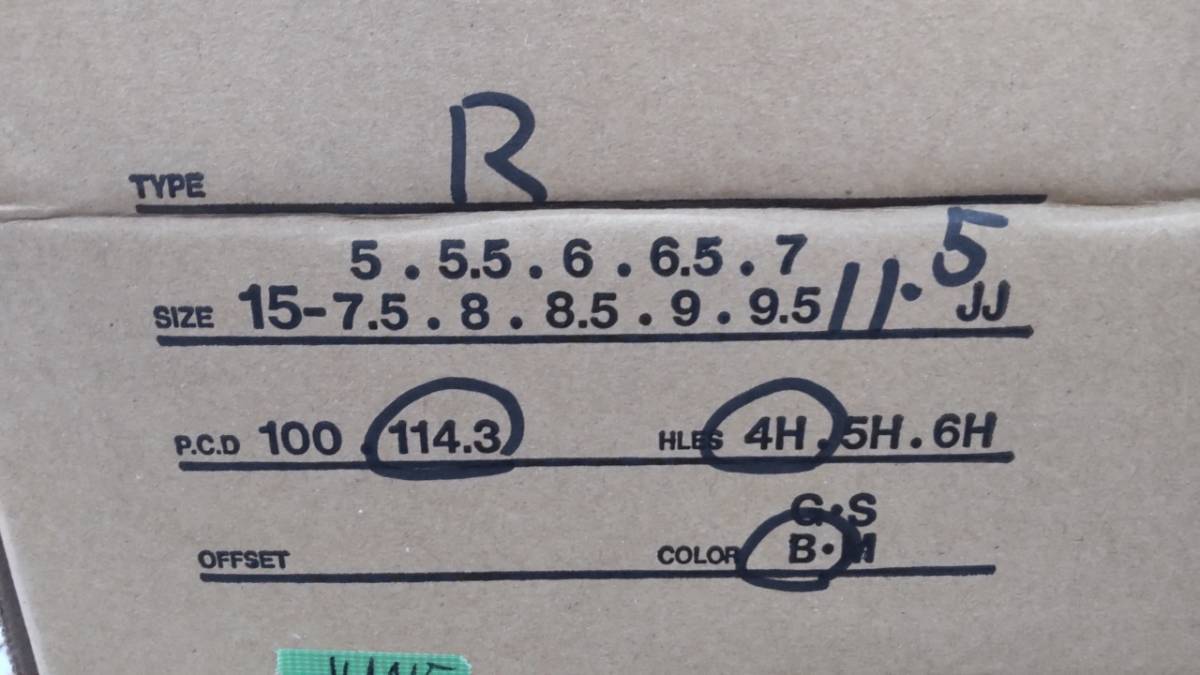 TYPE R
5 . 5.5 . 6 . 6.5 . 7
SIZE 15-7.5 . 8 . 8.5 . 9 . 9.5 11.5 JJ
P.C.D 100 . 114.3 HLES 4H . 5H . 6H
G・S
OFFSET COLOR B・M